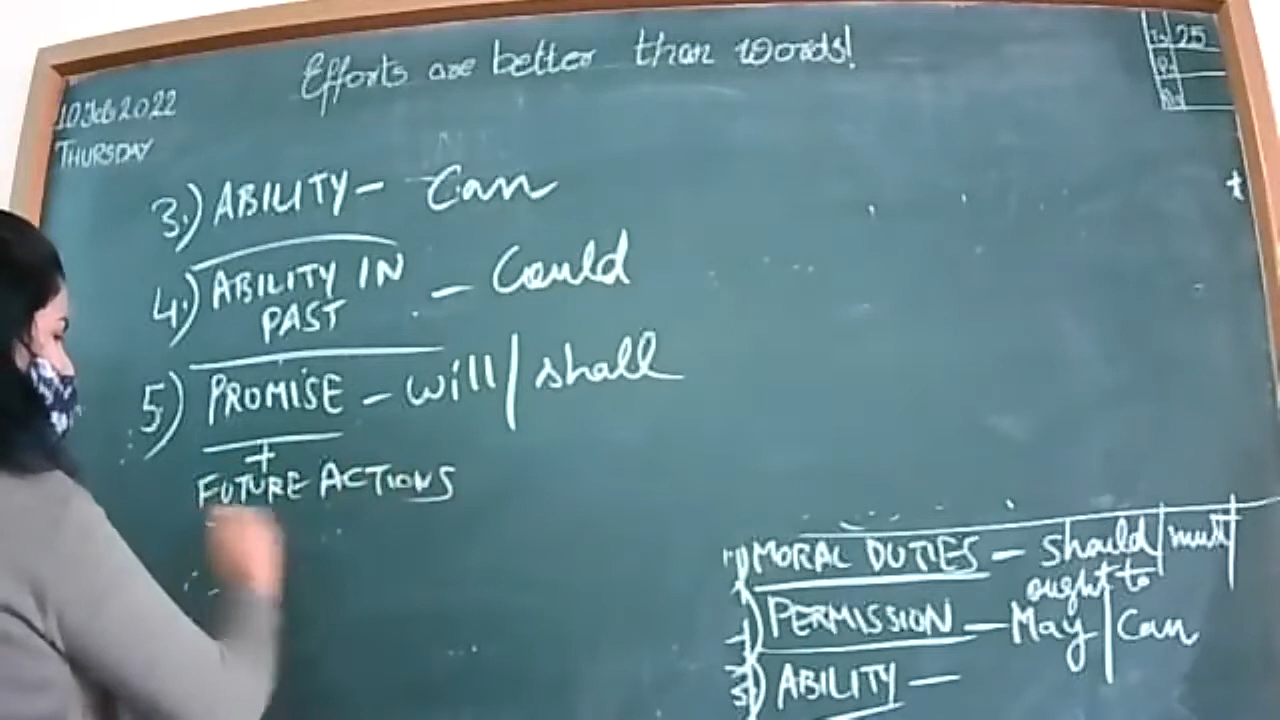 Efforts are better than words!
10 Feb 2022
THURSDAY
25
3.) ABILITY - Can
4.) ABILITY IN PAST - Could
5) PROMISE - will/shall
+
FUTURE ACTIONS
1) MORAL DUTIES - should/must/
ought to
PERMISSION - May/Can
3) ABILITY -